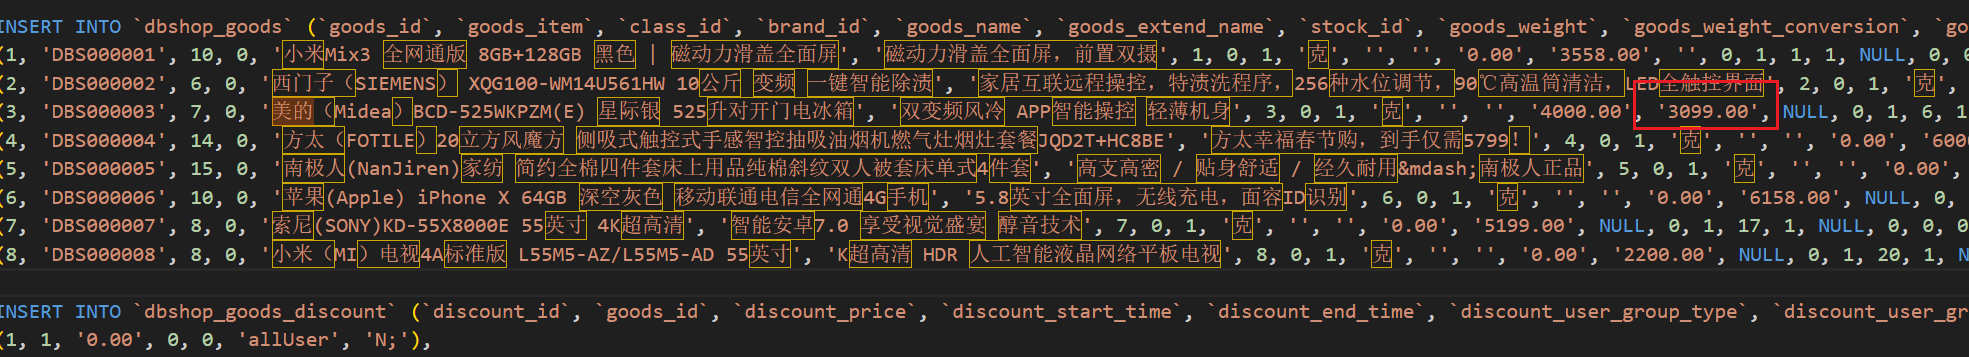 INSERT INTO `dbshop_goods` (`goods_id`, `goods_item`, `class_id`, `brand_id`, `goods_name`, `goods_extend_name`, `stock_id`, `goods_weight`, `goods_weight_conversion`, `go
(1, 'DBS000001', 10, 0, '小米Mix3 全网通版 8GB+128GB 黑色 | 磁动力滑盖全面屏', '磁动力滑盖全面屏，前置双摄', 1, 0, 1, '克', '', '', '0.00', '3558.00', '', 0, 1, 1, 1, NULL, 0, 0
(2, 'DBS000002', 6, 0, '西门子（SIEMENS） XQG100-WM14U561HW 10公斤 变频 一键智能除渍', '家居互联远程操控，特渍洗程序，256种水位调节，90℃高温筒清洁，LED全触控界面', 2, 0, 1, '克',
(3, 'DBS000003', 7, 0, '美的（Midea）BCD-525WKPZM(E) 星际银 525升对开门电冰箱', '双变频风冷 APP智能操控 轻薄机身', 3, 0, 1, '克', '', '', '4000.00', '3099.00', NULL, 0, 1, 6, 1
(4, 'DBS000004', 14, 0, '方太（FOTILE）20立方风魔方 侧吸式触控式手感智控抽吸油烟机燃气灶烟灶套餐JQD2T+HC8BE', '方太幸福春节购，到手仅需5799！', 4, 0, 1, '克', '', '', '0.00', '600
(5, 'DBS000005', 15, 0, '南极人(NanJiren)家纺 简约全棉四件套床上用品纯棉斜纹双人被套床单式4件套', '高支高密 / 贴身舒适 / 经久耐用&mdash;南极人正品', 5, 0, 1, '克', '', '', '0.00',
(6, 'DBS000006', 10, 0, '苹果(Apple) iPhone X 64GB 深空灰色 移动联通电信全网通4G手机', '5.8英寸全面屏，无线充电，面容ID识别', 6, 0, 1, '克', '', '', '0.00', '6158.00', NULL, 0,
(7, 'DBS000007', 8, 0, '索尼(SONY)KD-55X8000E 55英寸 4K超高清', '智能安卓7.0 享受视觉盛宴 醇音技术', 7, 0, 1, '克', '', '', '0.00', '5199.00', NULL, 0, 1, 17, 1, NULL, 0, 0, 0
(8, 'DBS000008', 8, 0, '小米（MI）电视4A标准版 L55M5-AZ/L55M5-AD 55英寸', 'K超高清 HDR 人工智能液晶网络平板电视', 8, 0, 1, '克', '', '', '0.00', '2200.00', NULL, 0, 1, 20, 1, N
INSERT INTO `dbshop_goods_discount` (`discount_id`, `goods_id`, `discount_price`, `discount_start_time`, `discount_end_time`, `discount_user_group_type`, `discount_user_gr
(1, 1, '0.00', 0, 0, 'allUser', 'N;'),